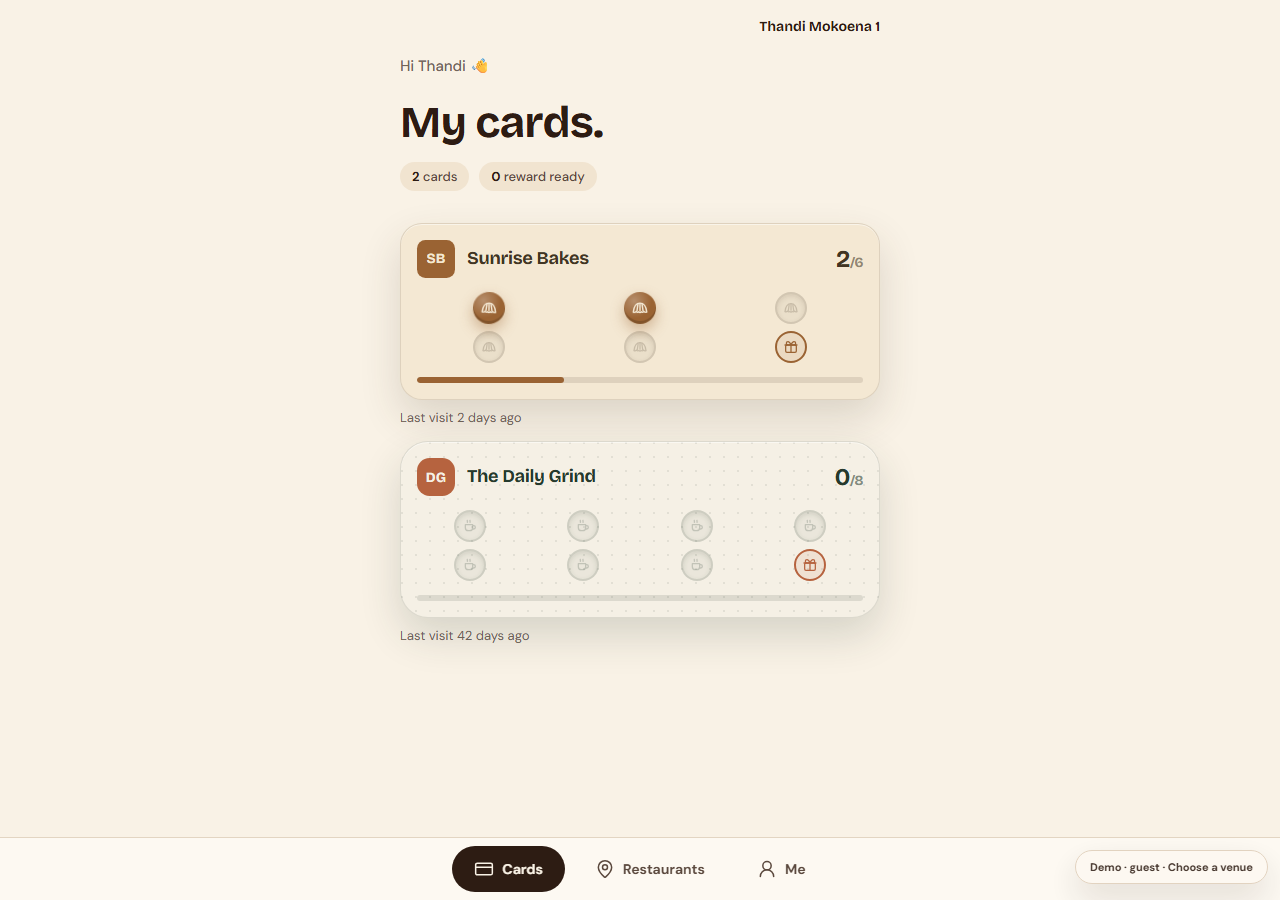 Thandi Mokoena 1
Hi Thandi 👋
My cards.
2 cards
0 reward ready
SB
Sunrise Bakes
2/6
Last visit 2 days ago
DG
The Daily Grind
0/8
Last visit 42 days ago
Cards
Restaurants
Me
Demo · guest · Choose a venue